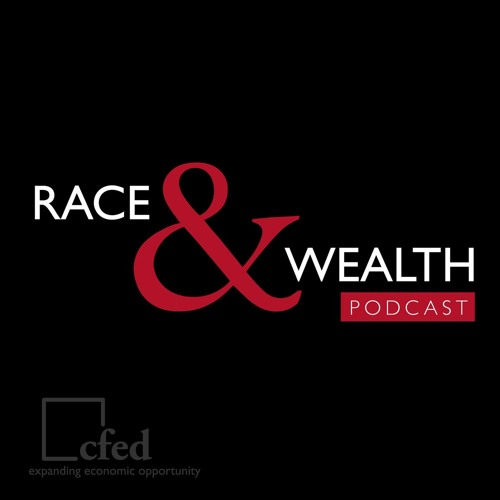 RACE & WEALTH
PODCAST
cfed
expanding economic opportunity